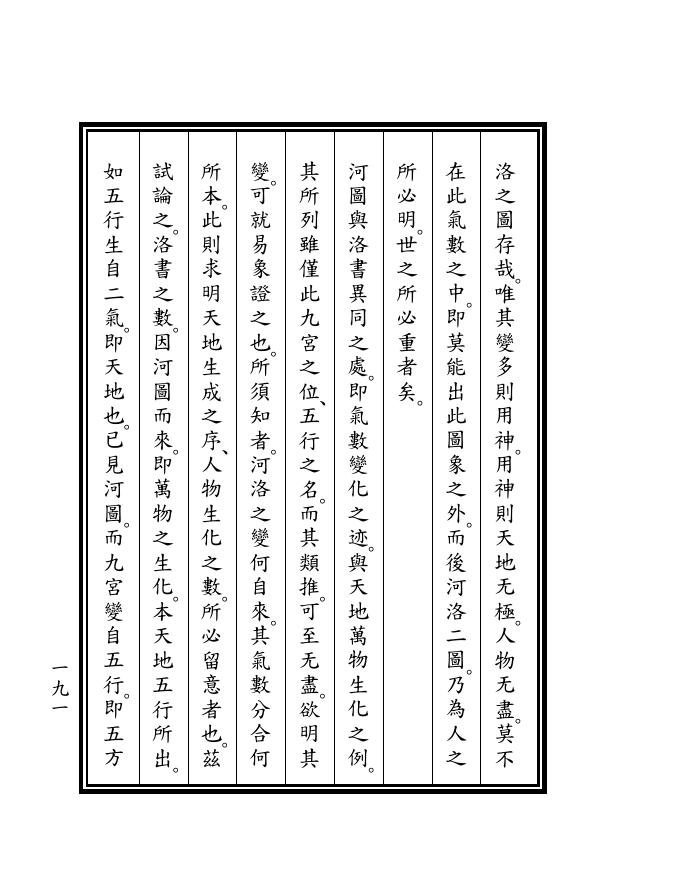 洛之圖存哉。唯其變多則用神。用神則天地无極。人物无盡。莫不
在此氣數之中。即莫能出此圖象之外。而後河洛二圖。乃為人之
所必明。世之所必重者矣。
河圖與洛書異同之處。即氣數變化之迹。與天地萬物生化之例。
其所列雖僅此九宮之位、五行之名。而其類推。可至无盡。欲明其
變。可就易象證之也。所須知者。河洛之變何自來。其氣數分合何
所本。此則求明天地生成之序、人物生化之數。所必留意者也。茲
試論之。洛書之數。因河圖而來。即萬物之生化。本天地五行所出。
如五行生自二氣。即天地也。已見河圖。而九宮變自五行。即五方
一九一